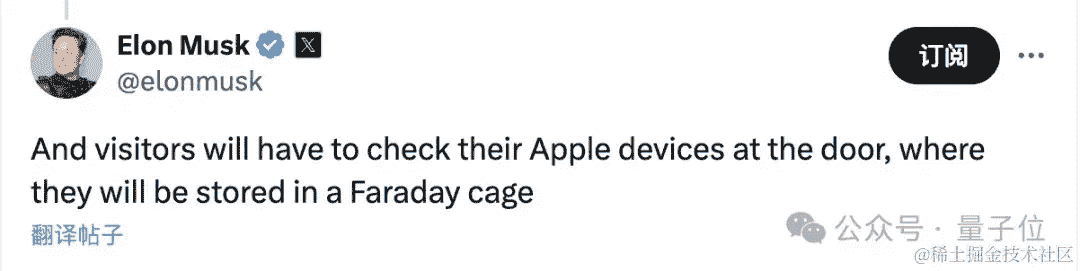 Elon Musk
@elonmusk
订阅
And visitors will have to check their Apple devices at the door, where
they will be stored in a Faraday cage
翻译帖子
公众号 · 量子位
@稀土掘金技术社区